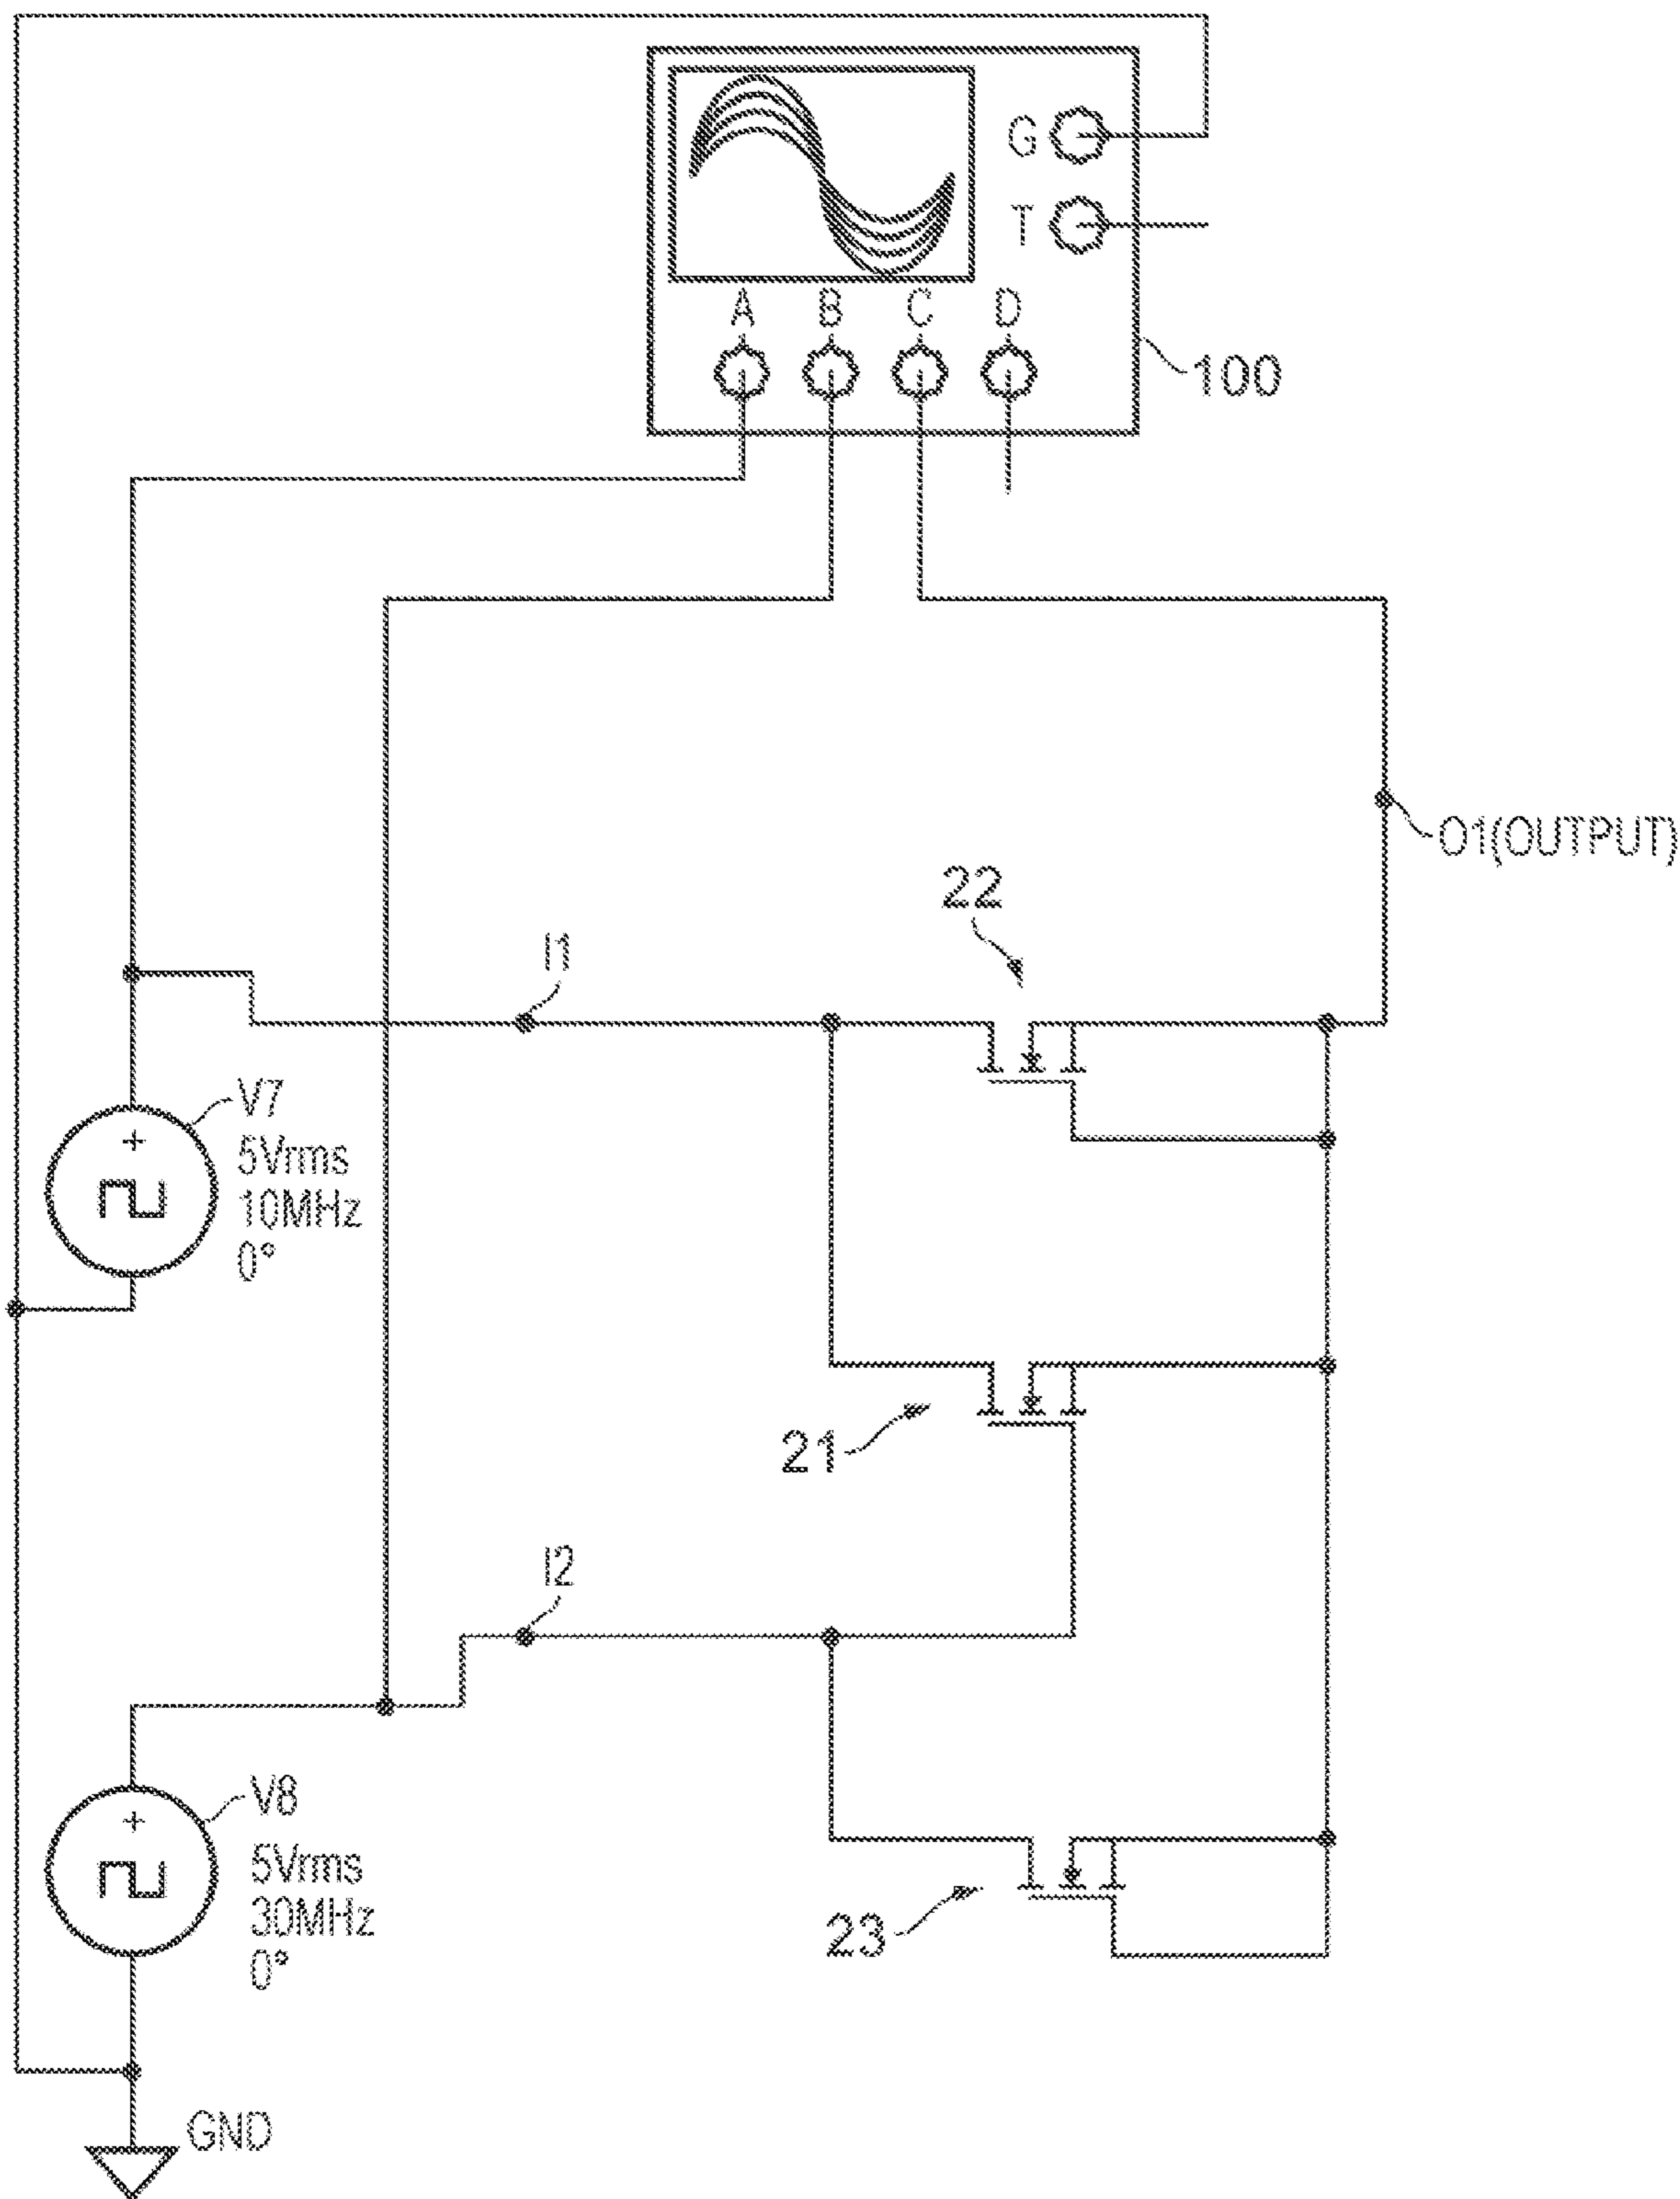 G
T
A B C D
100
O1(OUTPUT)
22
I1
V7
+
5Vrms
10MHz
0°
21
I2
V8
+
5Vrms
30MHz
0°
23
GND